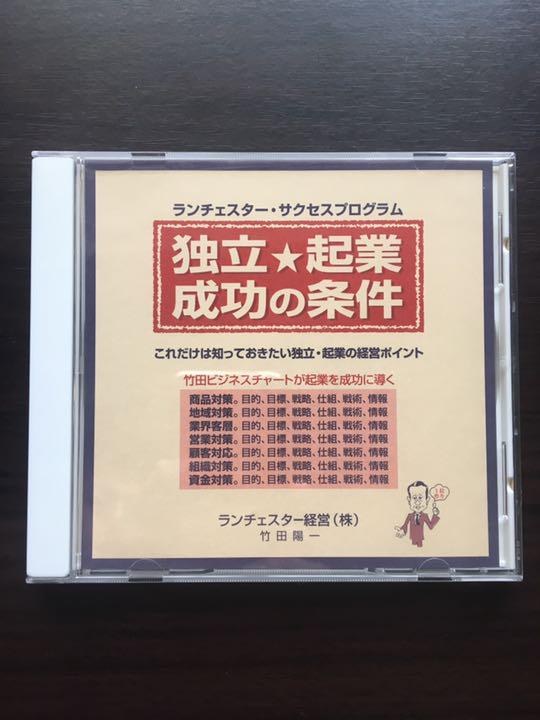 ランチェスター・サクセスプログラム
独立★起業
成功の条件
これだけは知っておきたい独立・起業の経営ポイント
竹田ビジネスチャートが起業を成功に導く
商品対策。目的、目標、戦略、仕組、戦術、情報
地域対策。目的、目標、戦略、仕組、戦術、情報
業界客層。目的、目標、戦略、仕組、戦術、情報
営業対策。目的、目標、戦略、仕組、戦術、情報
顧客対応。目的、目標、戦略、仕組、戦術、情報
組織対策。目的、目標、戦略、仕組、戦術、情報
資金対策。目的、目標、戦略、仕組、戦術、情報
ランチェスター経営(株)
竹田陽一